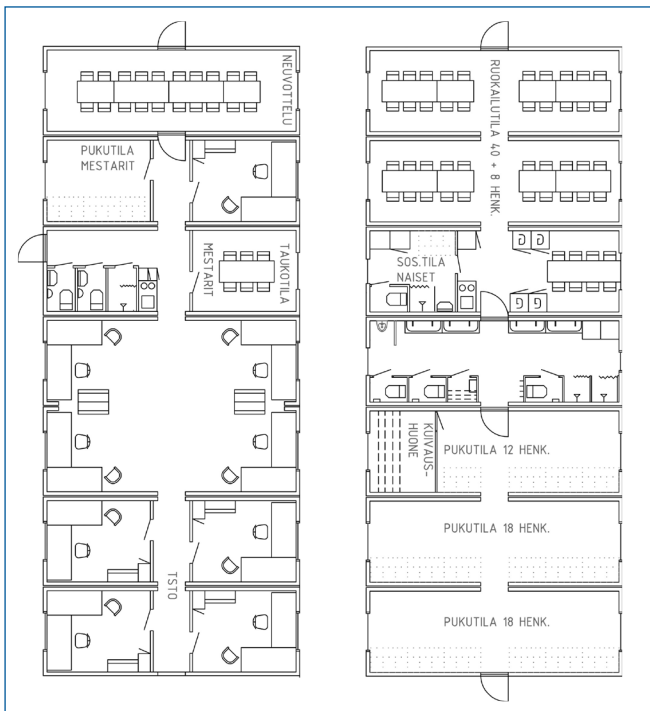 NEUVOTTELU
PUKUTILA
MESTARIT
TAUKOTILA
MESTARIT
TSTO
RUOKAILUTILA 40 + 8 HENK.
SOS.TILA
NAISET
KUIVAUS-
HUONE
PUKUTILA 12 HENK.
PUKUTILA 18 HENK.
PUKUTILA 18 HENK.